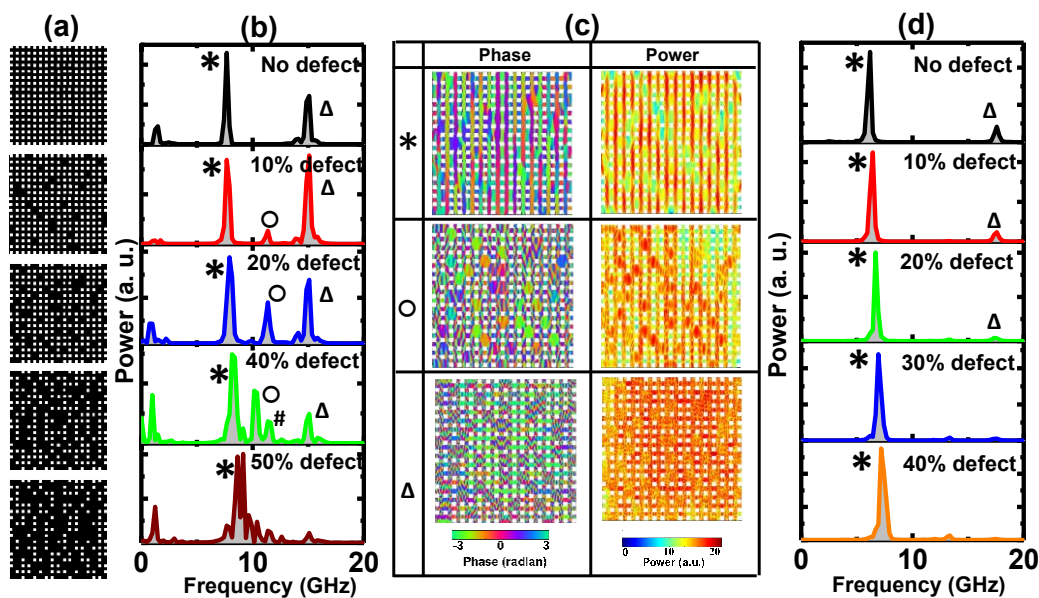 (a)
(b)
(c)
(d)
Power (a. u.)
* No defect
Δ
* 10% defect
○ Δ
* 20% defect
○ Δ
* 40% defect
○ # Δ
* 50% defect
0 10 20
Frequency (GHz)
Phase Power
*
○
Δ
-3 0 3
Phase (radian)
0 10 20
Power (a.u.)
Power (a. u.)
* No defect
Δ
* 10% defect
Δ
* 20% defect
Δ
* 30% defect
* 40% defect
0 10 20
Frequency (GHz)